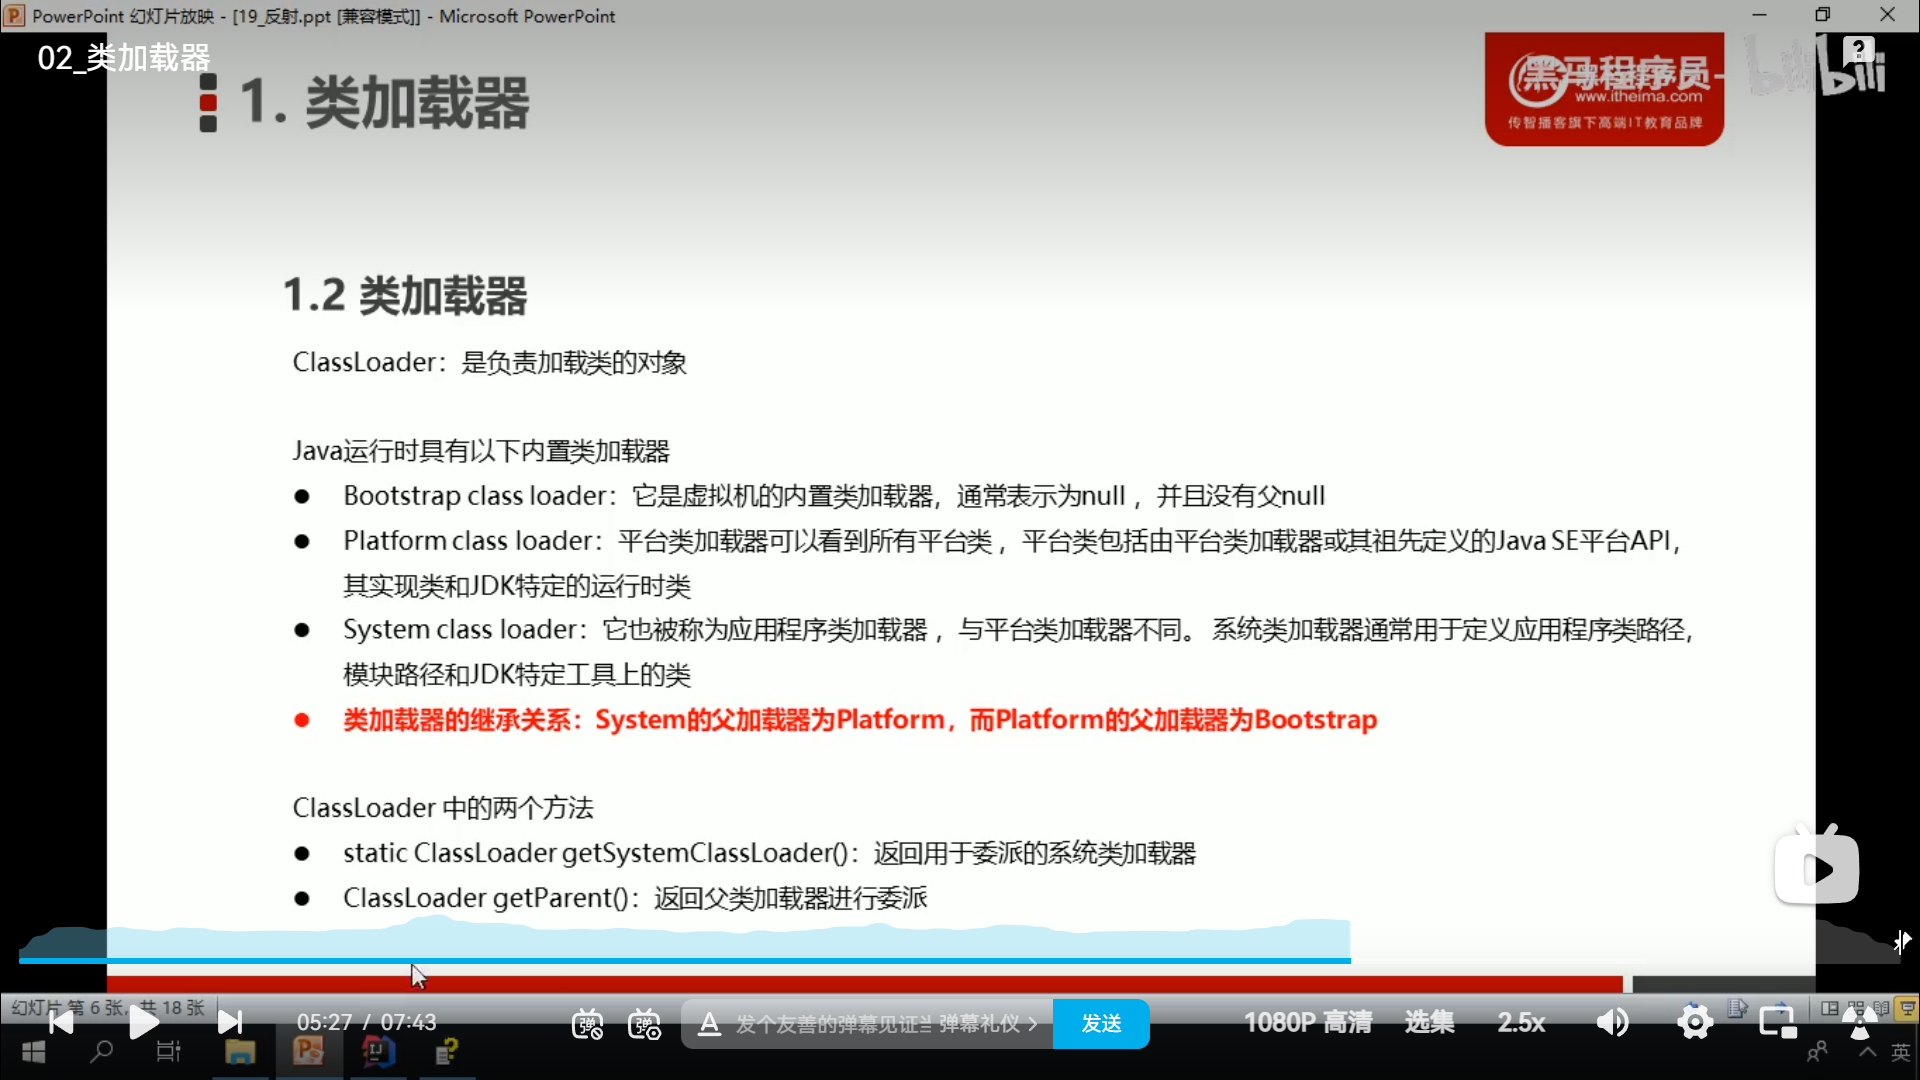 PowerPoint 幻灯片放映 - [19_反射.ppt [兼容模式]] - Microsoft PowerPoint
02_类加载器
1. 类加载器
黑马程序员-
www.itheima.com
传智播客旗下高端IT教育品牌
bilibili
1.2 类加载器
ClassLoader：是负责加载类的对象
Java运行时具有以下内置类加载器
● Bootstrap class loader：它是虚拟机的内置类加载器，通常表示为null ，并且没有父null
● Platform class loader：平台类加载器可以看到所有平台类 ，平台类包括由平台类加载器或其祖先定义的Java SE平台API，
其实现类和JDK特定的运行时类
● System class loader：它也被称为应用程序类加载器 ，与平台类加载器不同。 系统类加载器通常用于定义应用程序类路径，
模块路径和JDK特定工具上的类
● 类加载器的继承关系：System的父加载器为Platform，而Platform的父加载器为Bootstrap
ClassLoader 中的两个方法
● static ClassLoader getSystemClassLoader()：返回用于委派的系统类加载器
● ClassLoader getParent()：返回父类加载器进行委派
幻灯片 第 6 张，共 18 张
05:27 / 07:43
弹
弹
A 发个友善的弹幕见证当
弹幕礼仪 >
发送
1080P 高清
选集
2.5x
英